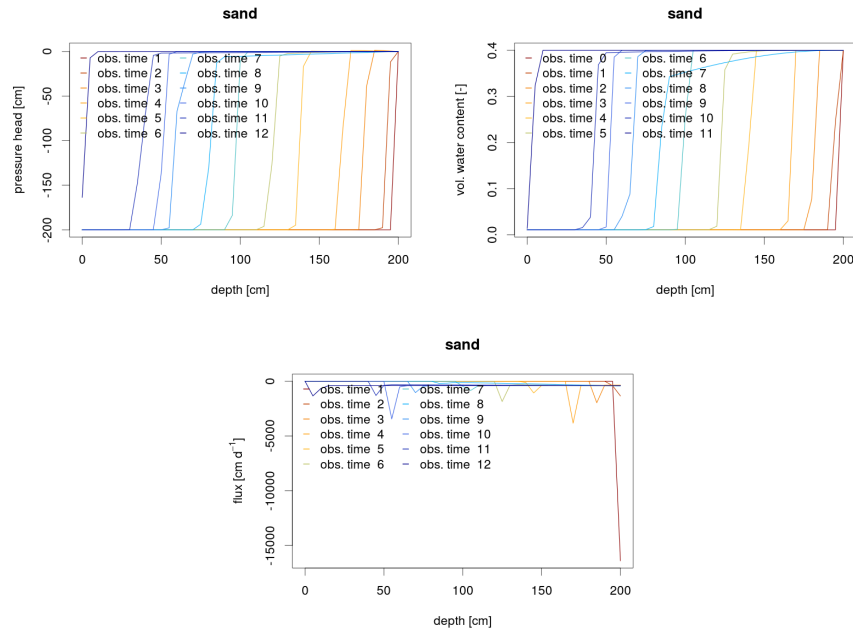 sand
pressure head [cm]
0
-50
-100
-150
-200
obs. time 1 obs. time 7
obs. time 2 obs. time 8
obs. time 3 obs. time 9
obs. time 4 obs. time 10
obs. time 5 obs. time 11
obs. time 6 obs. time 12
0 50 100 150 200
depth [cm]
sand
vol. water content [-]
0.4
0.3
0.2
0.1
0.0
obs. time 0 obs. time 6
obs. time 1 obs. time 7
obs. time 2 obs. time 8
obs. time 3 obs. time 9
obs. time 4 obs. time 10
obs. time 5 obs. time 11
0 50 100 150 200
depth [cm]
sand
flux [cm d⁻¹]
0
-5000
-10000
-15000
obs. time 1 obs. time 7
obs. time 2 obs. time 8
obs. time 3 obs. time 9
obs. time 4 obs. time 10
obs. time 5 obs. time 11
obs. time 6 obs. time 12
0 50 100 150 200
depth [cm]